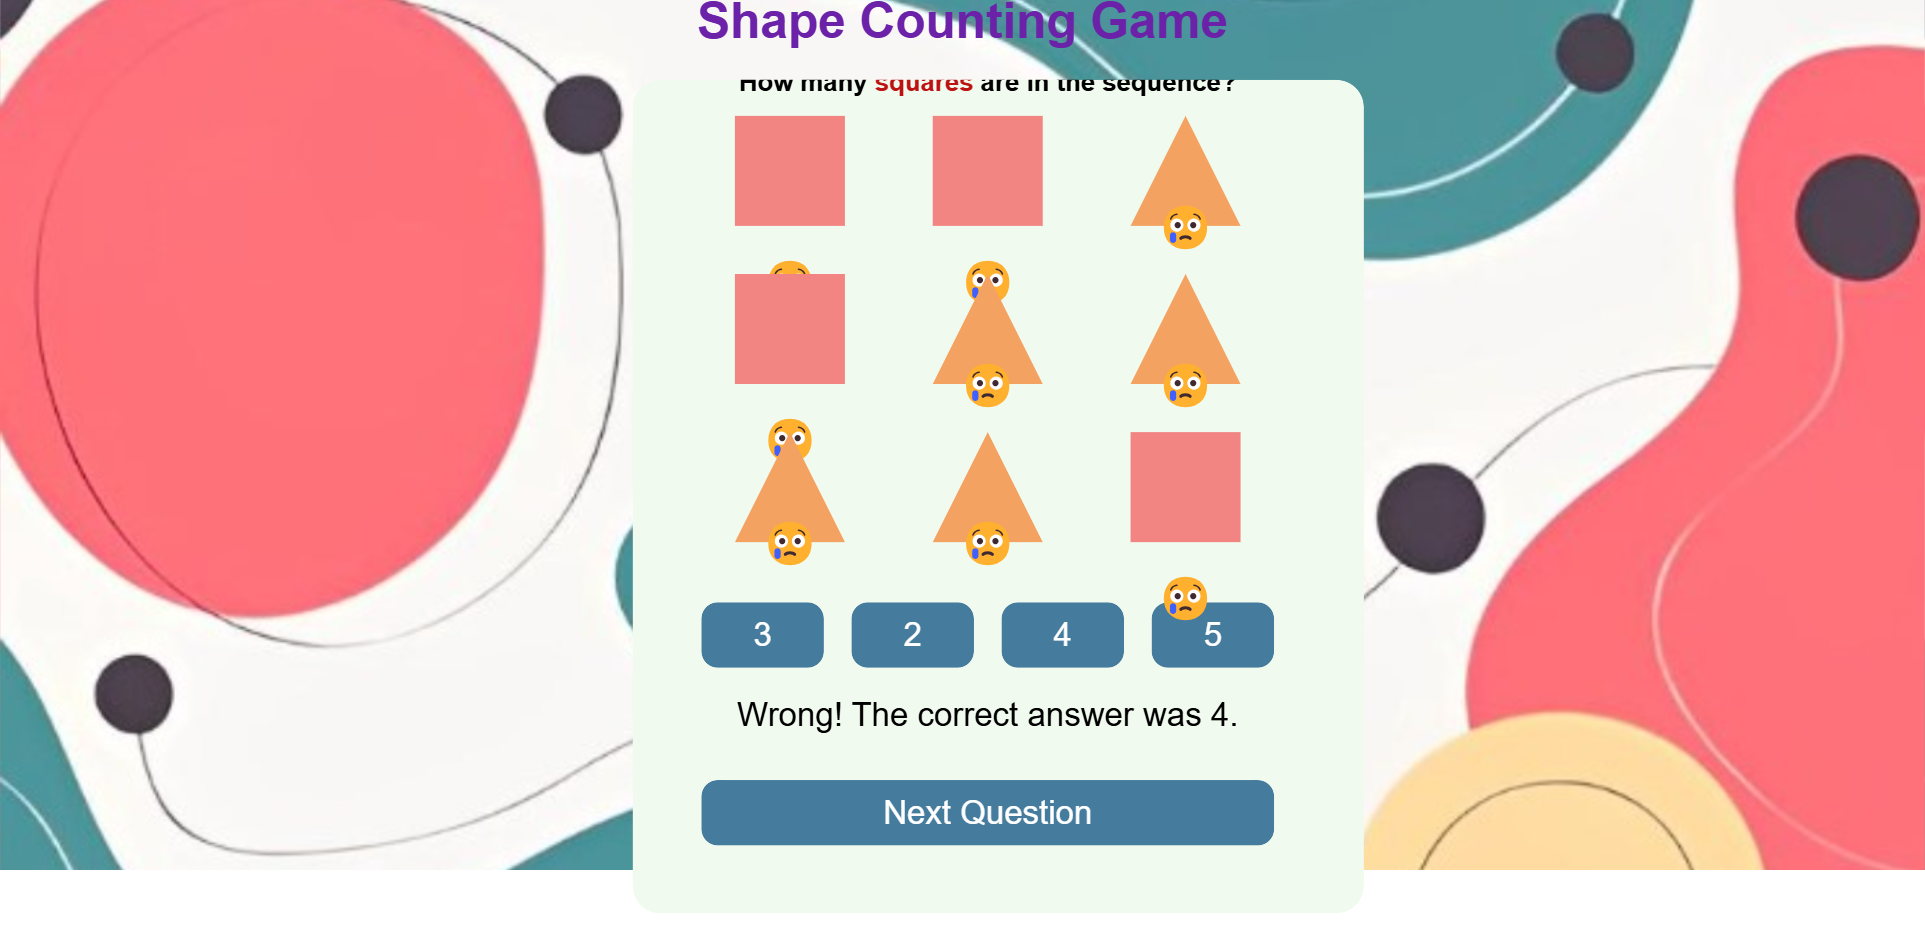 Shape Counting Game
How many squares are in the sequence?
3 2 4 5
Wrong! The correct answer was 4.
Next Question